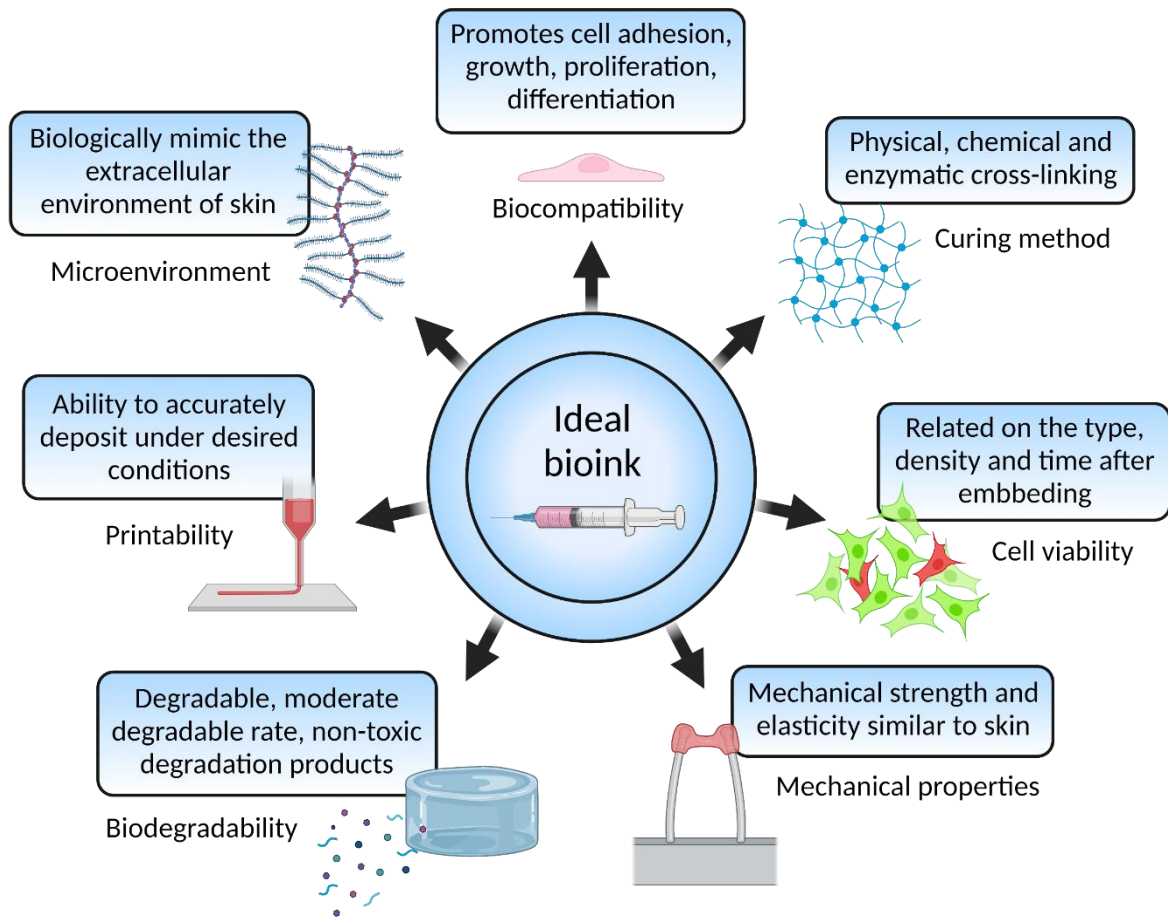 Promotes cell adhesion,
growth, proliferation,
differentiation
Biocompatibility
Biologically mimic the
extracellular
environment of skin
Microenvironment
Physical, chemical and
enzymatic cross-linking
Curing method
Ideal
bioink
Ability to accurately
deposit under desired
conditions
Printability
Related on the type,
density and time after
embbeding
Cell viability
Degradable, moderate
degradable rate, non-toxic
degradation products
Biodegradability
Mechanical strength and
elasticity similar to skin
Mechanical properties